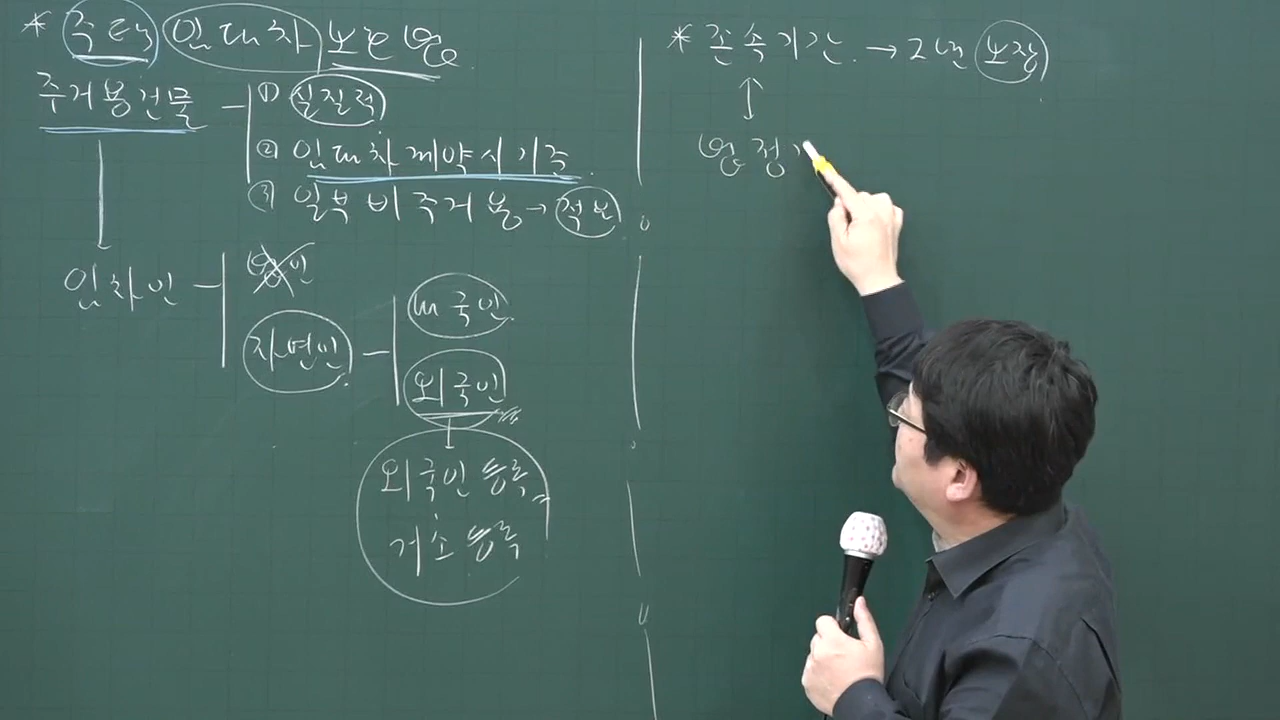 * 주택 임대차 보호법
주거용건물
① 실질적
② 임대차 계약시 기준
③ 일부 비주거용 → 적본
임차인
법인
자연인
내국인
외국인
외국인 등록
거소 등록
* 존속기간 → 2년 보장
법정